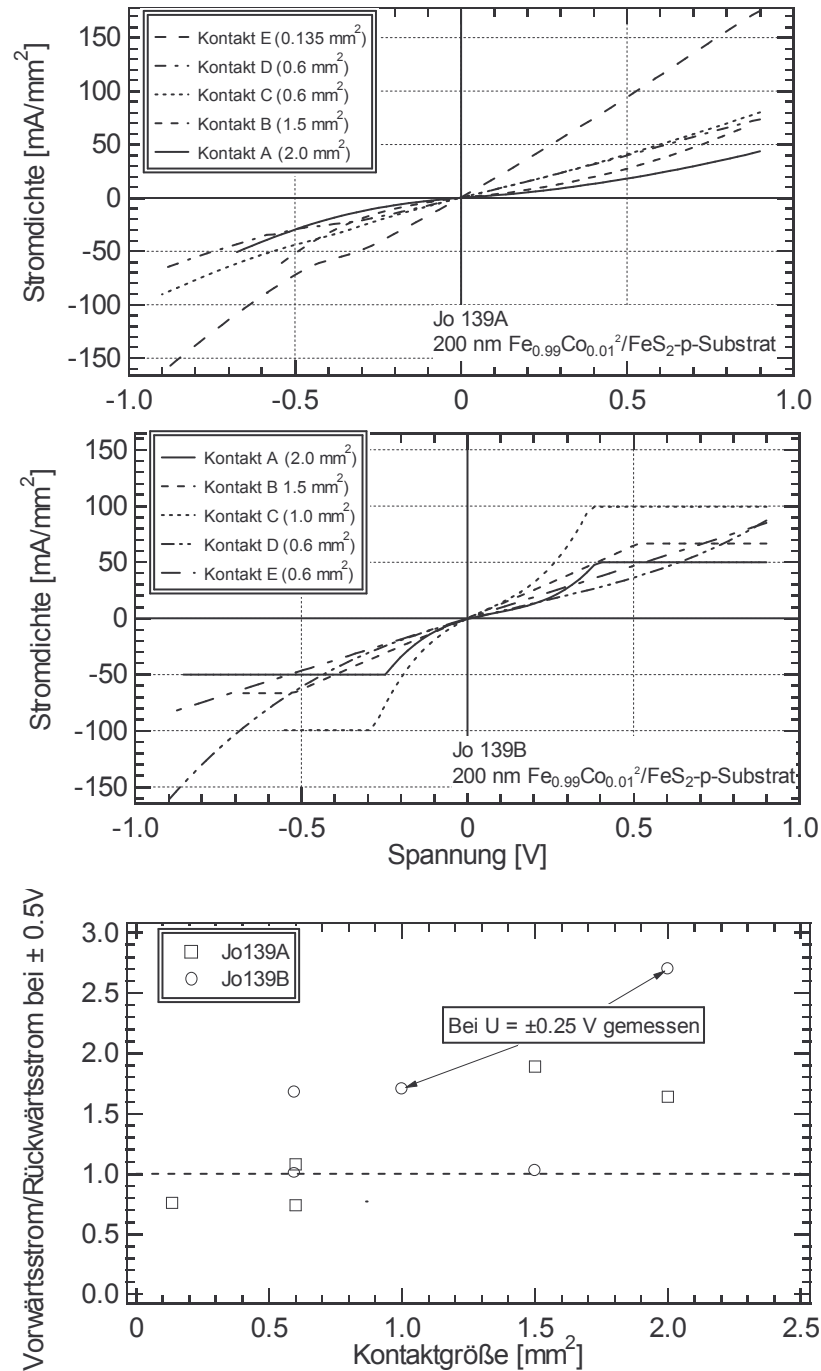 Stromdichte [mA/mm²]
150
100
50
0
-50
-100
-150
Kontakt E (0.135 mm²)
Kontakt D (0.6 mm²)
Kontakt C (0.6 mm²)
Kontakt B (1.5 mm²)
Kontakt A (2.0 mm²)
Jo 139A
200 nm Fe₀.₉₉Co₀.₀₁²/FeS₂-p-Substrat
-1.0 -0.5 0 0.5 1.0
Stromdichte [mA/mm²]
150
100
50
0
-50
-100
-150
Kontakt A (2.0 mm²)
Kontakt B 1.5 mm²)
Kontakt C (1.0 mm²)
Kontakt D (0.6 mm²)
Kontakt E (0.6 mm²)
Jo 139B
200 nm Fe₀.₉₉Co₀.₀₁²/FeS₂-p-Substrat
-1.0 -0.5 0 0.5 1.0
Spannung [V]
Vorwärtsstrom/Rückwärtsstrom bei ± 0.5V
3.0
2.5
2.0
1.5
1.0
0.5
0.0
Jo139A
Jo139B
Bei U = ±0.25 V gemessen
0 0.5 1.0 1.5 2.0 2.5
Kontaktgröße [mm²]